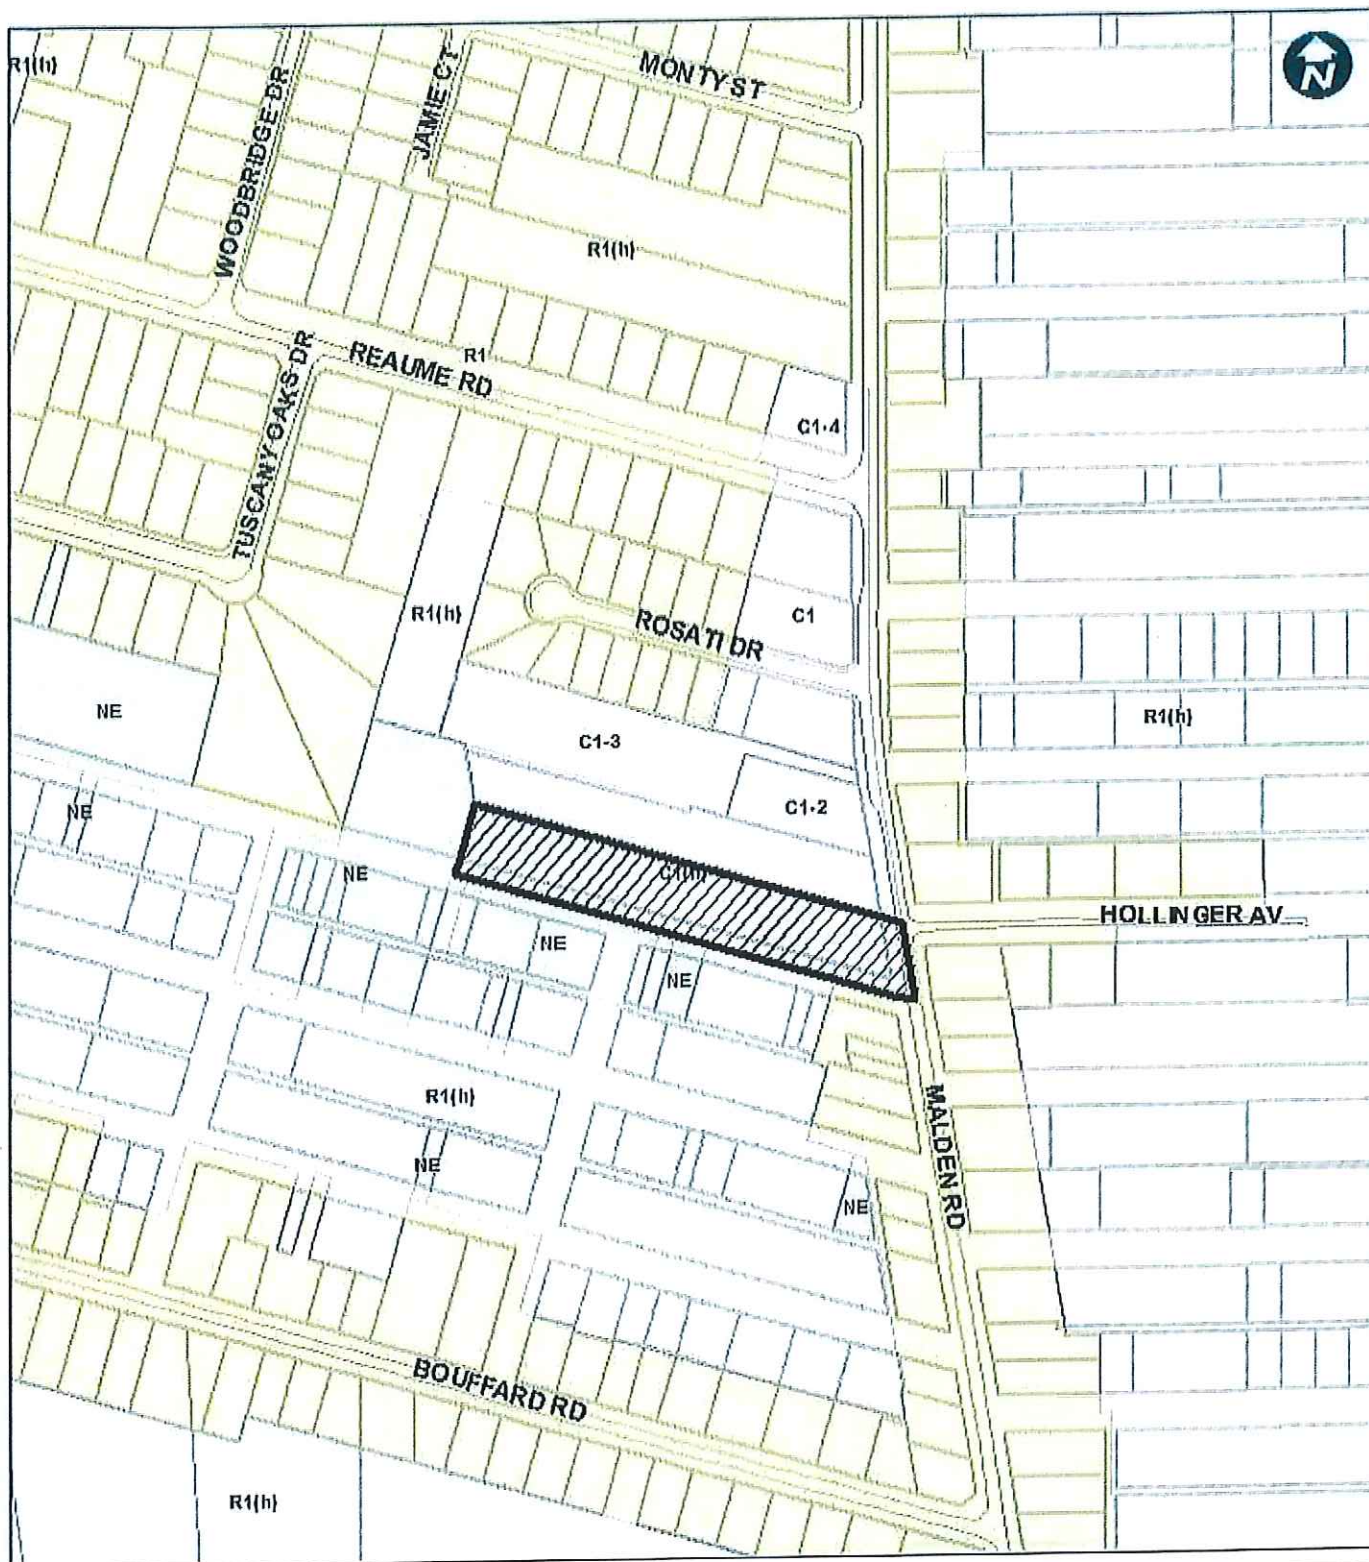 N
R1(h)
WOODBRIDGE DR
JAMIE CT
MONTY ST
R1(h)
R1
REAUME RD
TUSCANY OAKS DR
C1-4
R1(h)
ROSATI DR
C1
NE
C1-3
R1(h)
NE
C1-2
NE
C1(h)
HOLLINGER AV
NE
NE
R1(h)
NE
MALDEN RD
NE
BOUFFARD RD
R1(h)